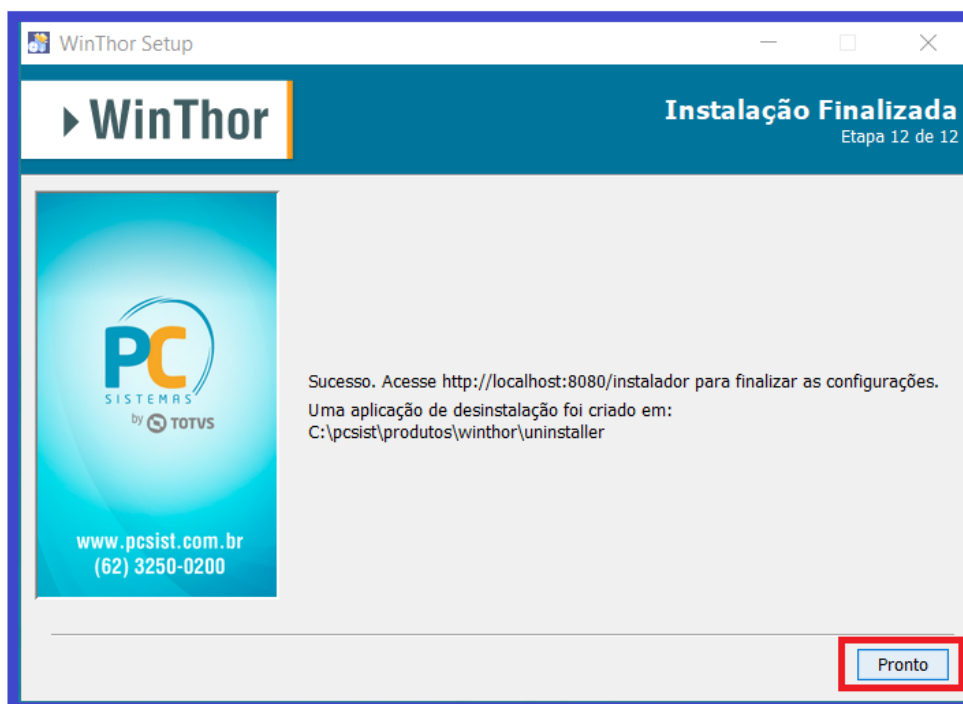 WinThor Setup
WinThor
Instalação Finalizada
Etapa 12 de 12
PC
SISTEMAS
by TOTVS
www.pcsist.com.br
(62) 3250-0200
Sucesso. Acesse http://localhost:8080/instalador para finalizar as configurações.
Uma aplicação de desinstalação foi criado em:
C:\pcsist\produtos\winthor\uninstaller
Pronto